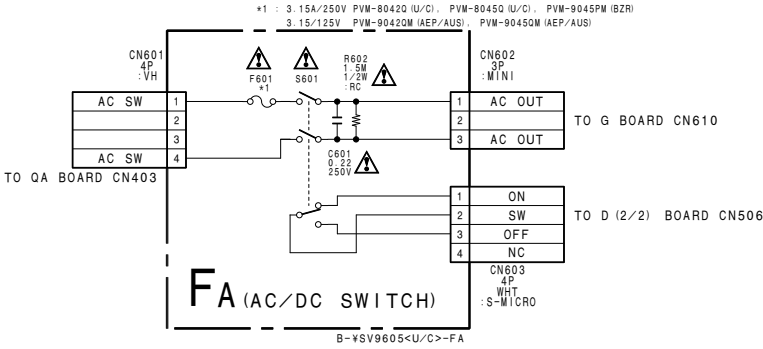 *1 : 3.15A/250V PVM-8042Q (U/C), PVM-8045Q (U/C), PVM-9045PM (BZR)
3.15/125V PVM-9042QM (AEP/AUS), PVM-9045QM (AEP/AUS)
CN601
4P
:VH
F601
*1
S601
R602
1.5M
1/2W
:RC
CN602
3P
:MINI
AC SW 1
2
3
AC SW 4
1 AC OUT
2
3 AC OUT
TO G BOARD CN610
TO QA BOARD CN403
C601
0.22
250V
1 ON
2 SW
3 OFF
4 NC
TO D (2/2) BOARD CN506
CN603
4P
WHT
:S-MICRO
FA (AC/DC SWITCH)
B-¥SV9605<U/C>-FA